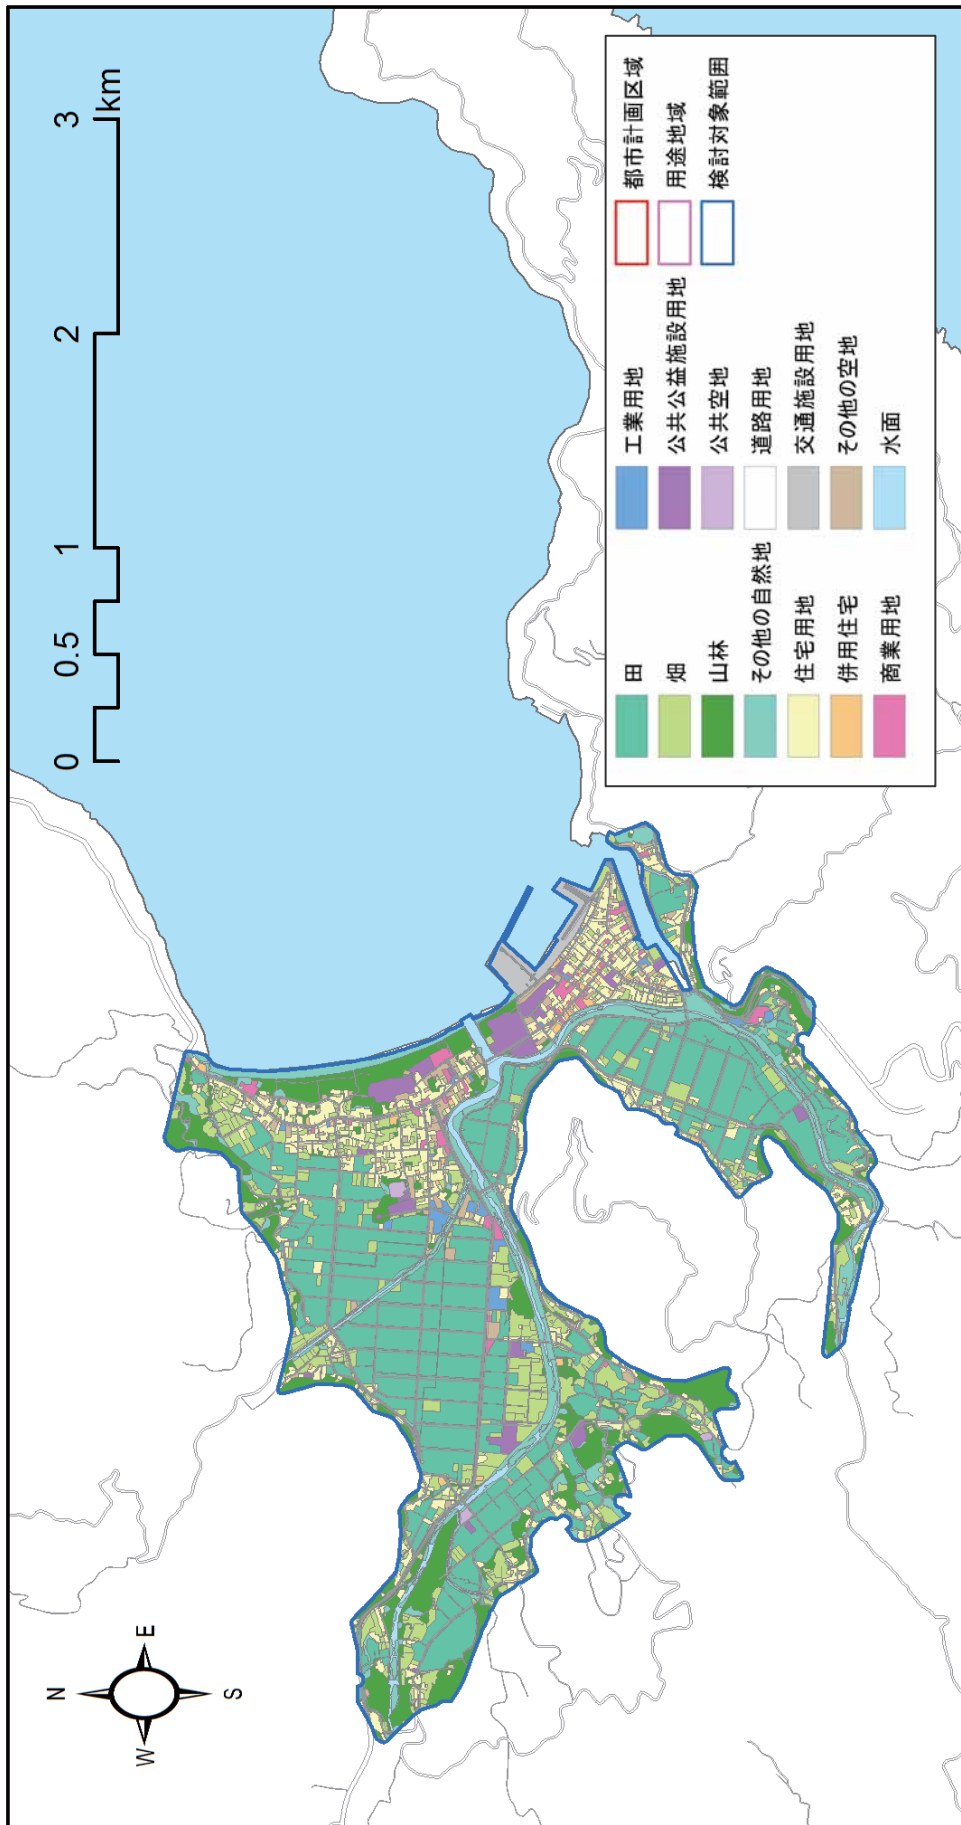 N
W
E
S
0
0.5
1
2
3
km
田
畑
山林
その他の自然地
住宅用地
併用住宅
商業用地
工業用地
公共公益施設用地
公共空地
道路用地
交通施設用地
その他の空地
水面
都市計画区域
用途地域
検討対象範囲